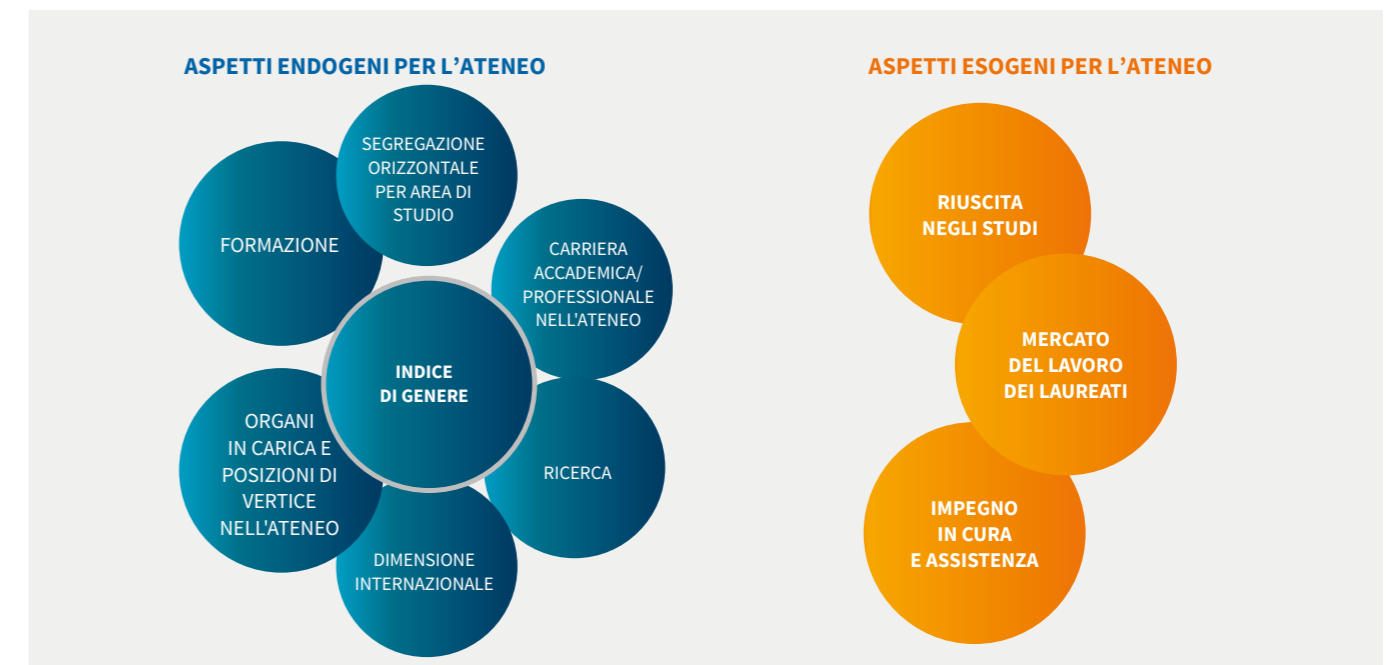 ASPETTI ENDOGENI PER L’ATENEO
SEGREGAZIONE
ORIZZONTALE
PER AREA DI
STUDIO
FORMAZIONE
CARRIERA
ACCADEMICA/
PROFESSIONALE
NELL'ATENEO
INDICE
DI GENERE
ORGANI
IN CARICA E
POSIZIONI DI
VERTICE
NELL'ATENEO
RICERCA
DIMENSIONE
INTERNAZIONALE
ASPETTI ESOGENI PER L’ATENEO
RIUSCITA
NEGLI STUDI
MERCATO
DEL LAVORO
DEI LAUREATI
IMPEGNO
IN CURA
E ASSISTENZA